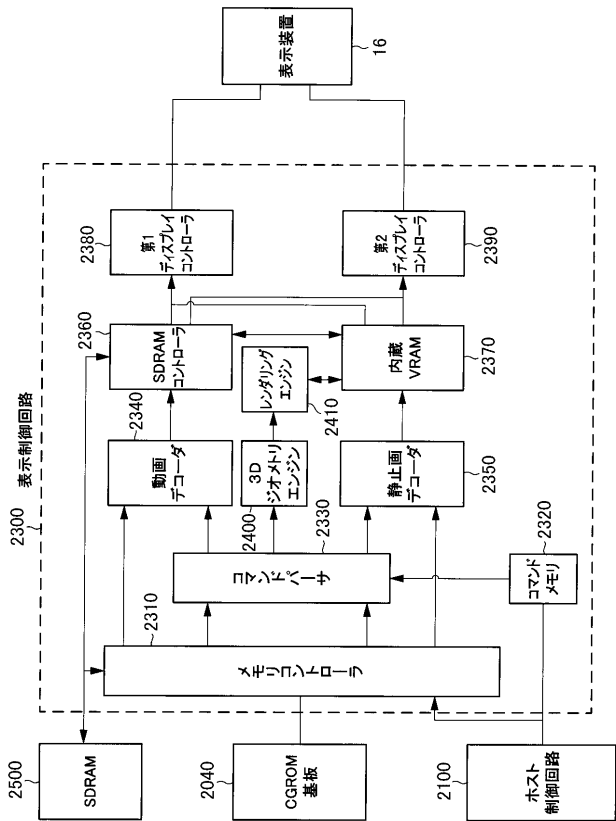 2300
表示制御回路
2500
SDRAM
2040
CGROM
基板
2100
ホスト
制御回路
2310
メモリコントローラ
2330
コマンドパーサ
2320
コマンド
メモリ
2340
動画
デコーダ
2400
3D
ジオメトリ
エンジン
2350
静止画
デコーダ
2360
SDRAM
コントローラ
2410
レンダリング
エンジン
2370
内蔵
VRAM
2380
第1
ディスプレイ
コントローラ
2390
第2
ディスプレイ
コントローラ
表示装置
16